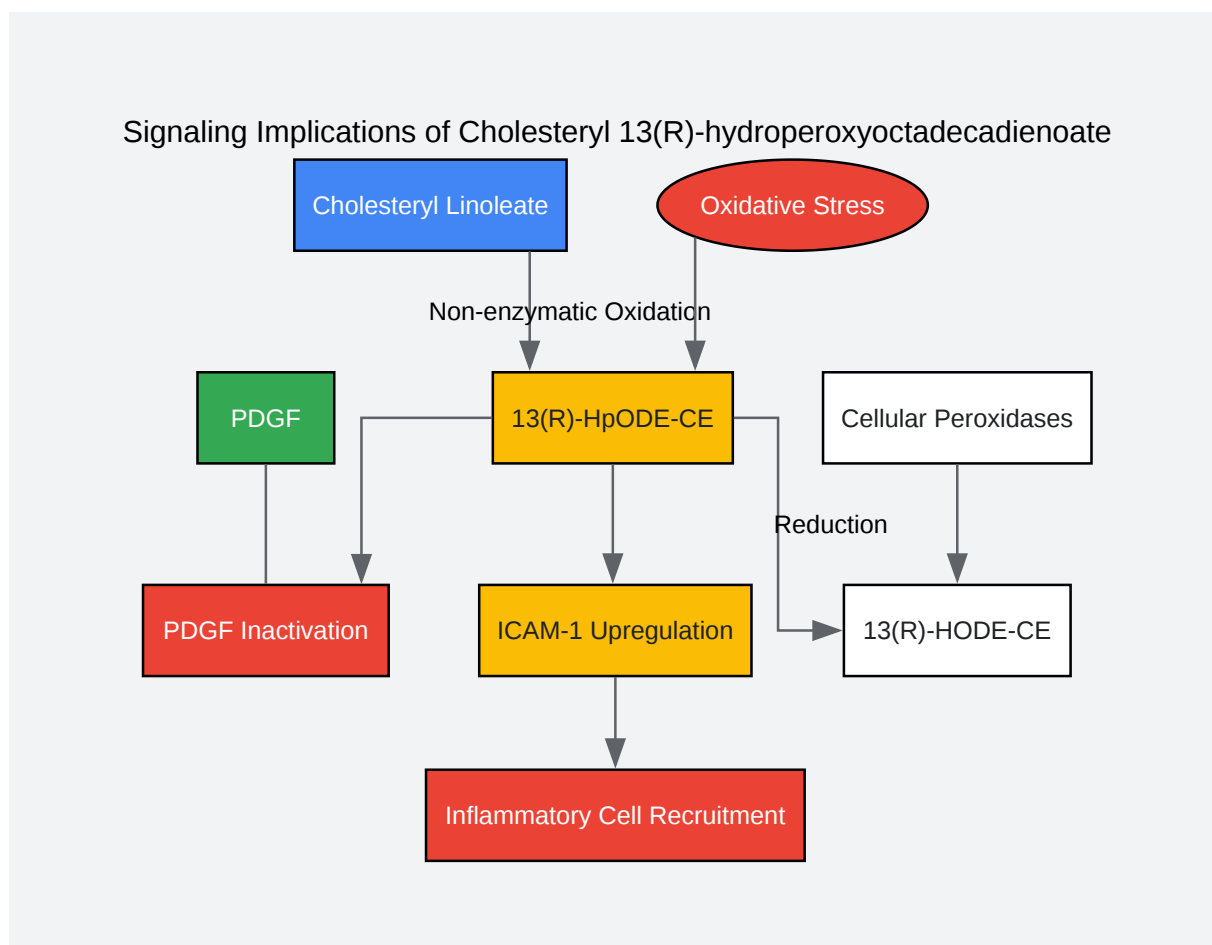 Signaling Implications of Cholesteryl 13(R)-hydroperoxyoctadecadienoate
Cholesteryl Linoleate
Oxidative Stress
Non-enzymatic Oxidation
PDGF
13(R)-HpODE-CE
Cellular Peroxidases
Reduction
PDGF Inactivation
ICAM-1 Upregulation
13(R)-HODE-CE
Inflammatory Cell Recruitment